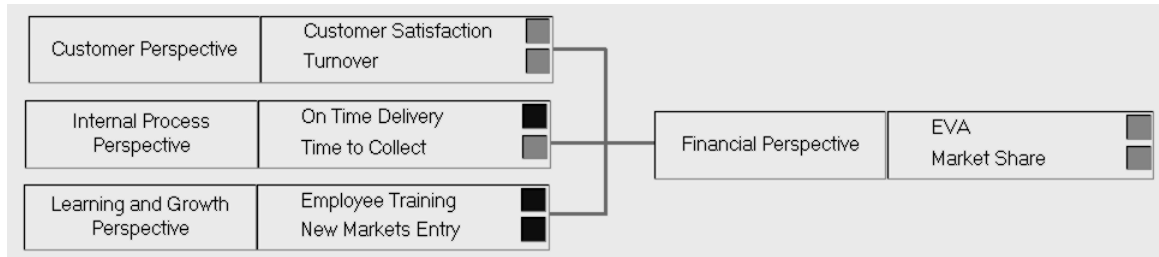 Customer Perspective
Customer Satisfaction
Turnover
Internal Process
Perspective
On Time Delivery
Time to Collect
Learning and Growth
Perspective
Employee Training
New Markets Entry
Financial Perspective
EVA
Market Share